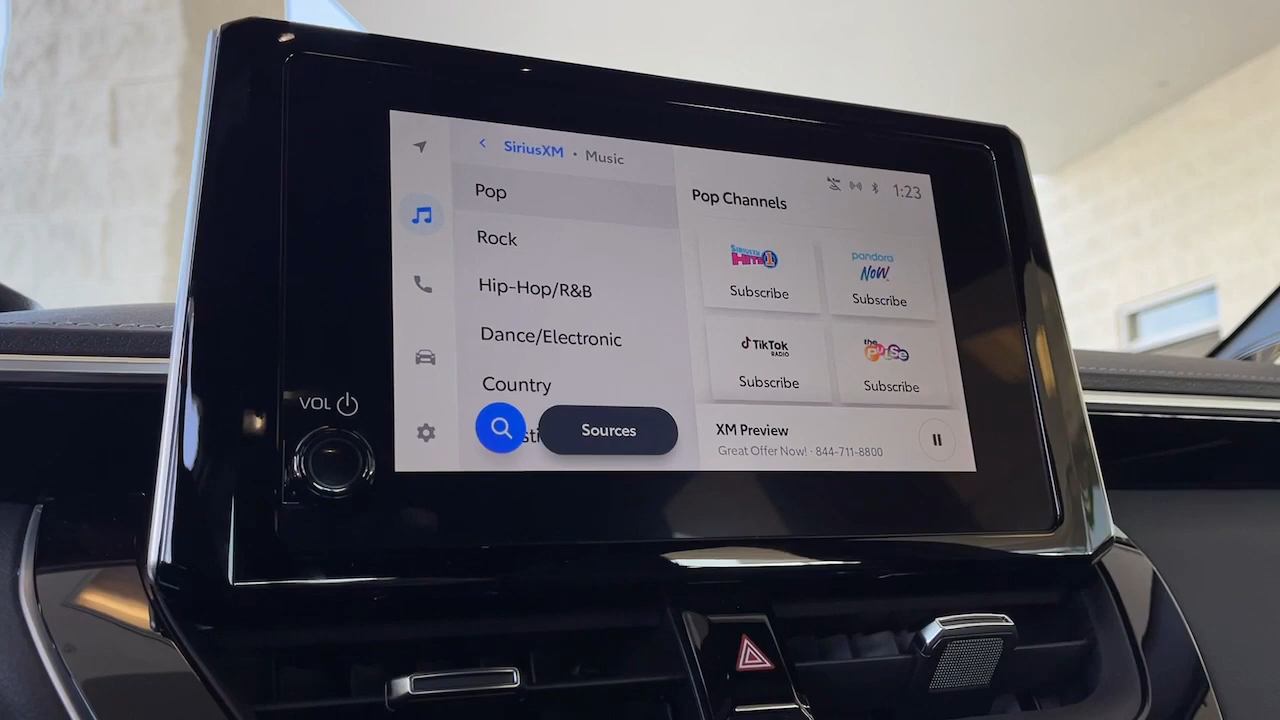 SiriusXM • Music
Pop
Rock
Hip-Hop/R&B
Dance/Electronic
Country
sti
Sources
1:23
Pop Channels
SiriusXM
Hits 1
Subscribe
pandora
NOW
Subscribe
TikTok
RADIO
Subscribe
the
Pulse
Subscribe
XM Preview
Great Offer Now! · 844-711-8800
VOL